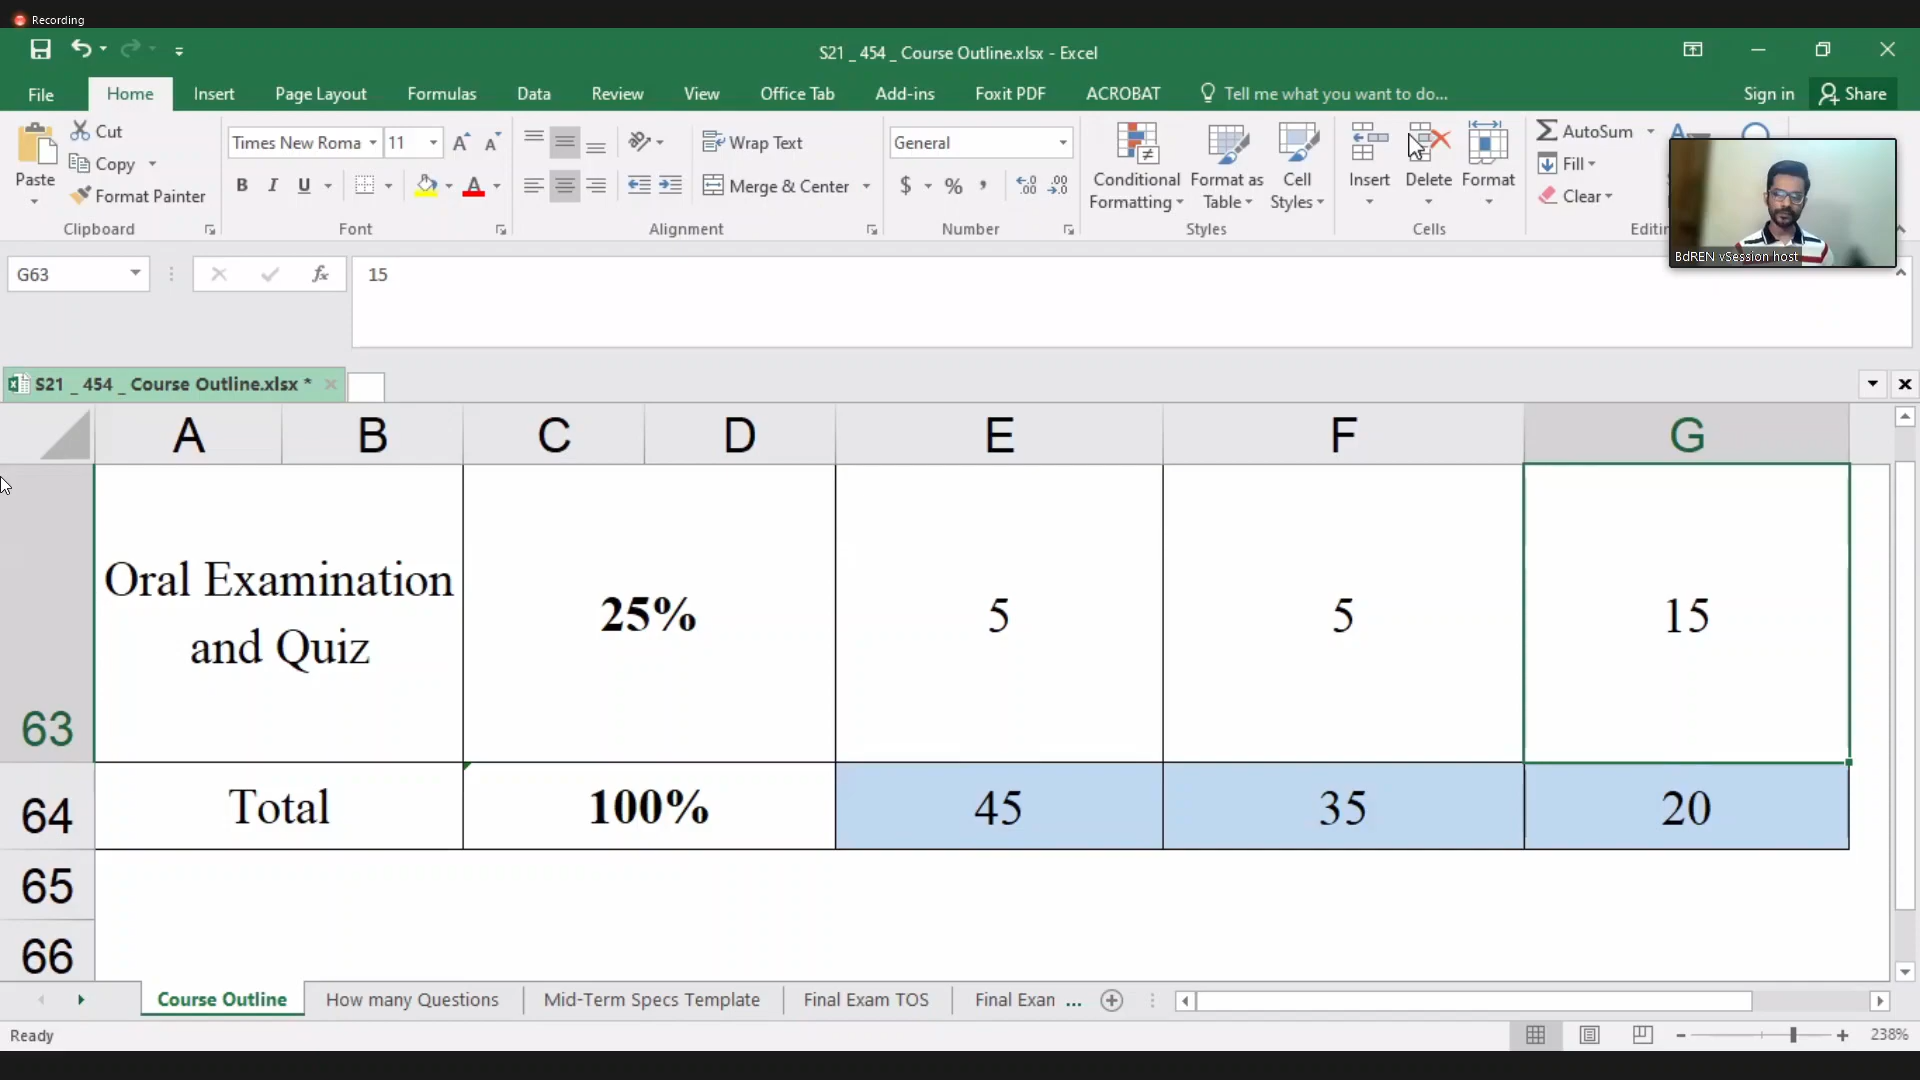 Recording
S21 _ 454 _ Course Outline.xlsx - Excel
File Home Insert Page Layout Formulas Data Review View Office Tab Add-ins Foxit PDF ACROBAT Tell me what you want to do... Sign in Share
Paste
Cut
Copy
Format Painter
Clipboard
Times New Roma 11
B I U
Font
Wrap Text
Merge & Center
Alignment
General
$ % ,
Number
Conditional Formatting
Format as Table
Cell Styles
Styles
Insert Delete Format
Cells
AutoSum
Fill
Clear
BdREN vSession host
G63 fx 15
S21 _ 454 _ Course Outline.xlsx *
A B C D E F G
63 Oral Examination and Quiz 25% 5 5 15
64 Total 100% 45 35 20
65
66
Course Outline How many Questions Mid-Term Specs Template Final Exam TOS Final Exan ...
Ready 238%